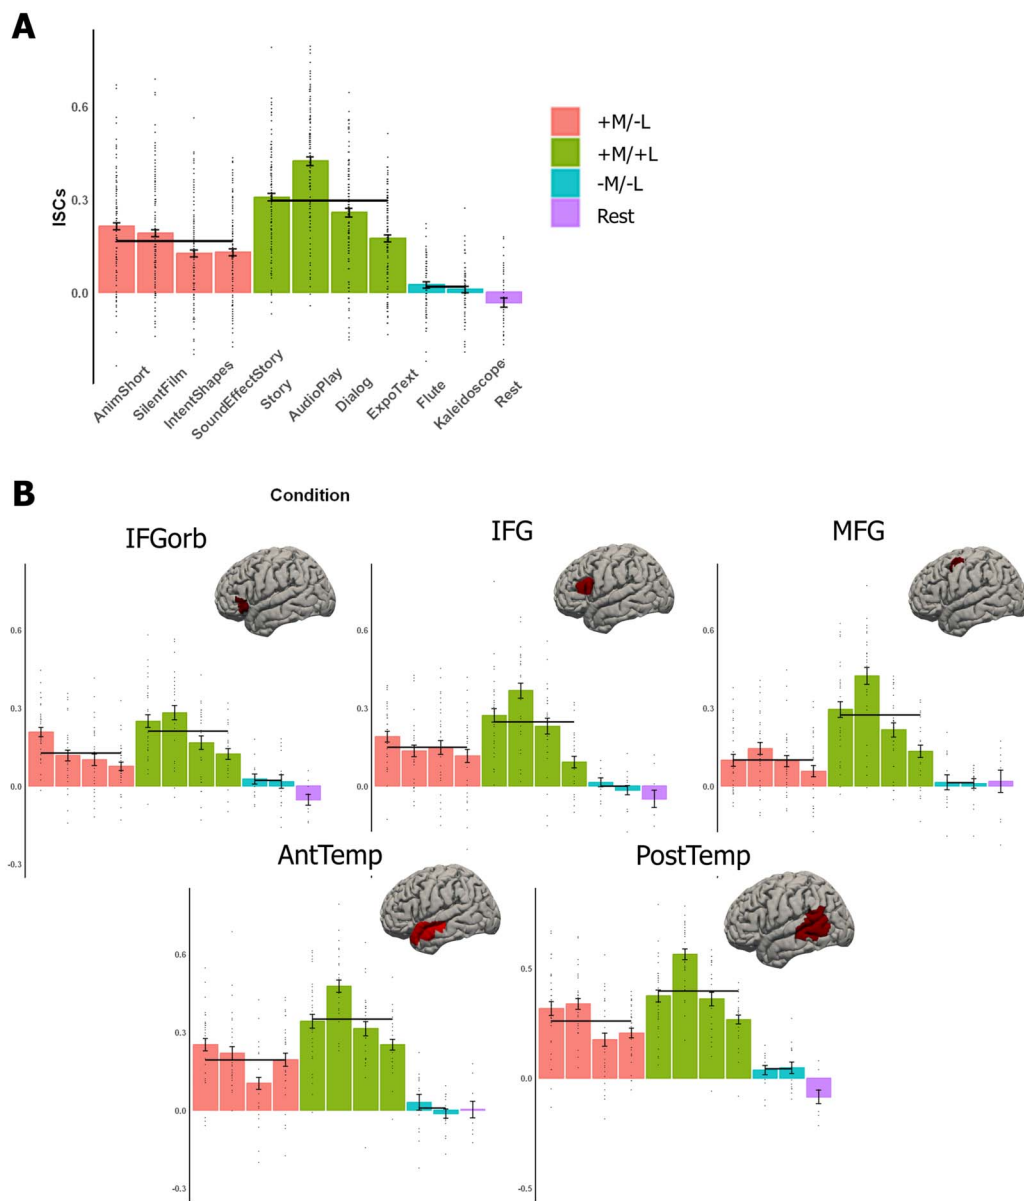 A
ISCs
0.6
0.3
0.0
+M/-L
+M/+L
-M/-L
Rest
AnimShort
SilentFilm
IntentShapes
SoundEffectStory
Story
AudioPlay
Dialog
ExpoText
Flute
Kaleidoscope
Rest
B
Condition
IFGorb
IFG
MFG
0.6
0.3
0.0
-0.3
0.6
0.3
0.0
0.6
0.3
0.0
AntTemp
PostTemp
0.6
0.3
0.0
-0.3
0.5
0.0
-0.5